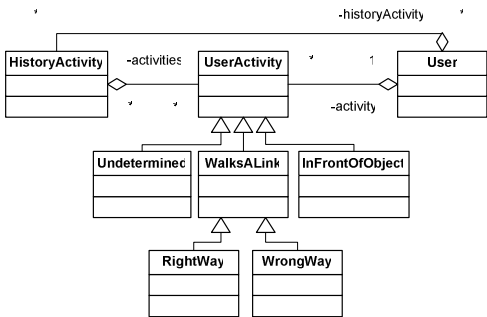 *
-historyActivity
*
HistoryActivity
-activities
UserActivity
*
1
User
*
*
-activity
Undetermined
WalksALink
InFrontOfObject
RightWay
WrongWay